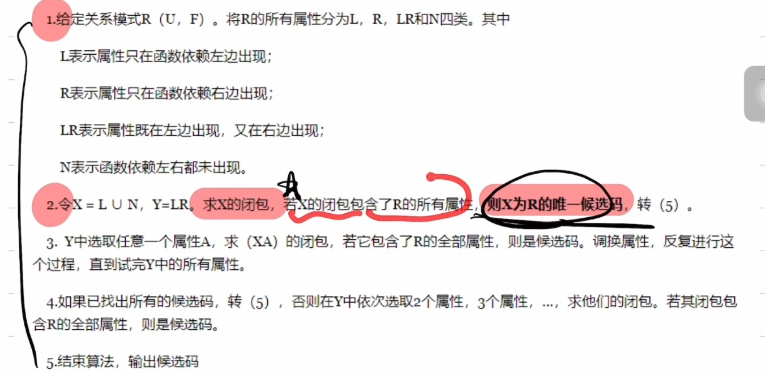 1.给定关系模式R（U，F）。将R的所有属性分为L，R，LR和N四类。其中
L表示属性只在函数依赖左边出现；
R表示属性只在函数依赖右边出现；
LR表示属性既在左边出现，又在右边出现；
N表示函数依赖左右都未出现。
2.令X = L ∪ N，Y=LR。求X的闭包，若X的闭包包含了R的所有属性，则X为R的唯一候选码，转（5）。
3. Y中选取任意一个属性A，求（XA）的闭包，若它包含了R的全部属性，则是候选码。调换属性，反复进行这
个过程，直到试完Y中的所有属性。
4.如果已找出所有的候选码，转（5），否则在Y中依次选取2个属性，3个属性，…，求他们的闭包。若其闭包包
含R的全部属性，则是候选码。
5.结束算法，输出候选码